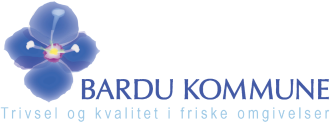 BARDU KOMMUNE
Trivsel og kvalitet i friske omgivelser